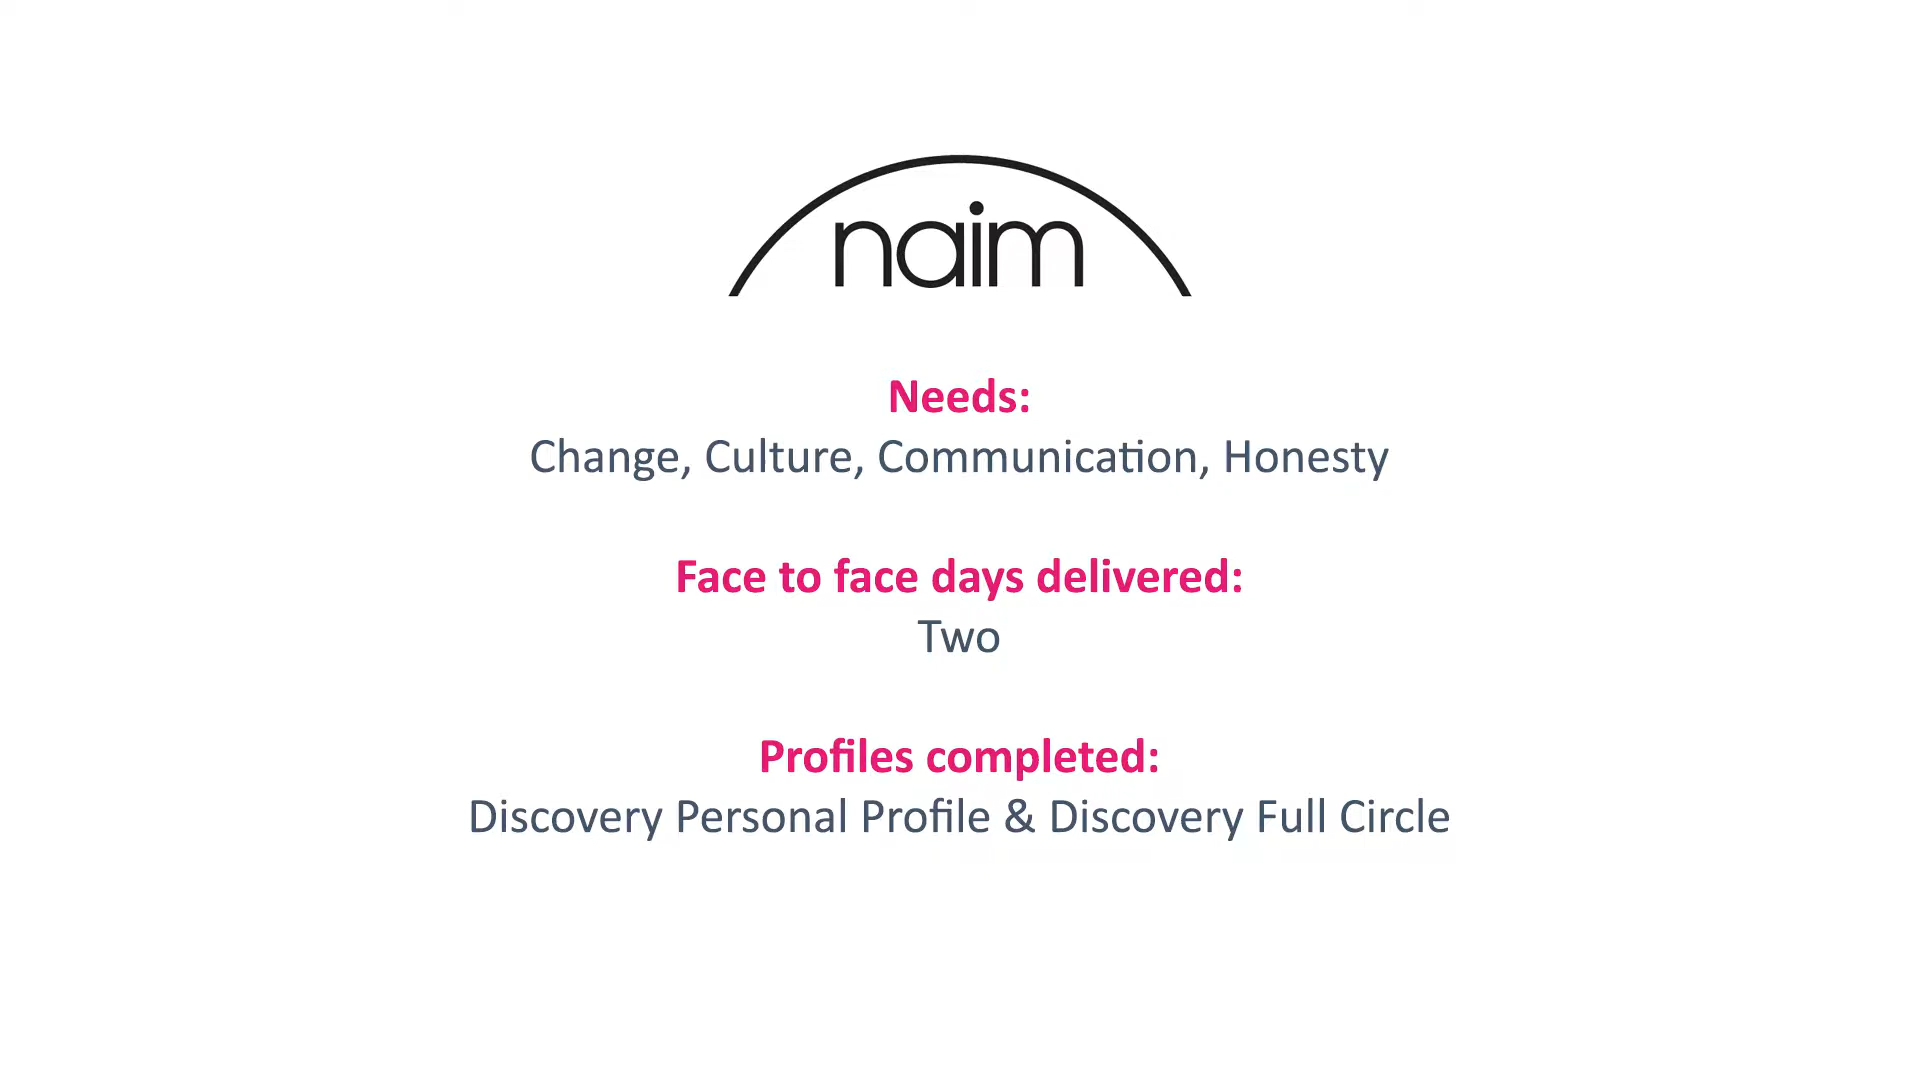 naim
Needs:
Change, Culture, Communication, Honesty
Face to face days delivered:
Two
Profiles completed:
Discovery Personal Profile & Discovery Full Circle